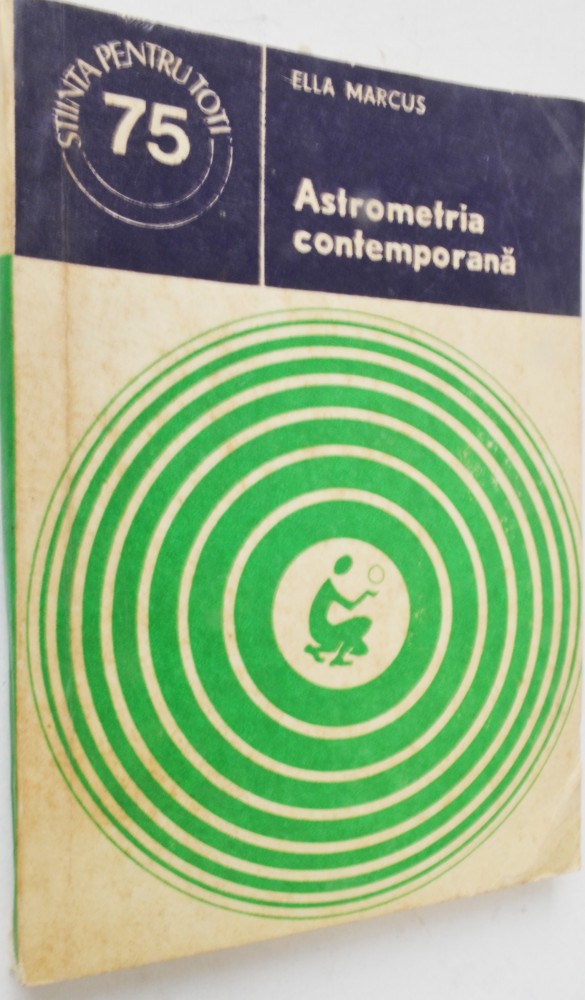 STIINTA PENTRU TOTI
75
ELLA MARCUS
Astrometria
contemporană